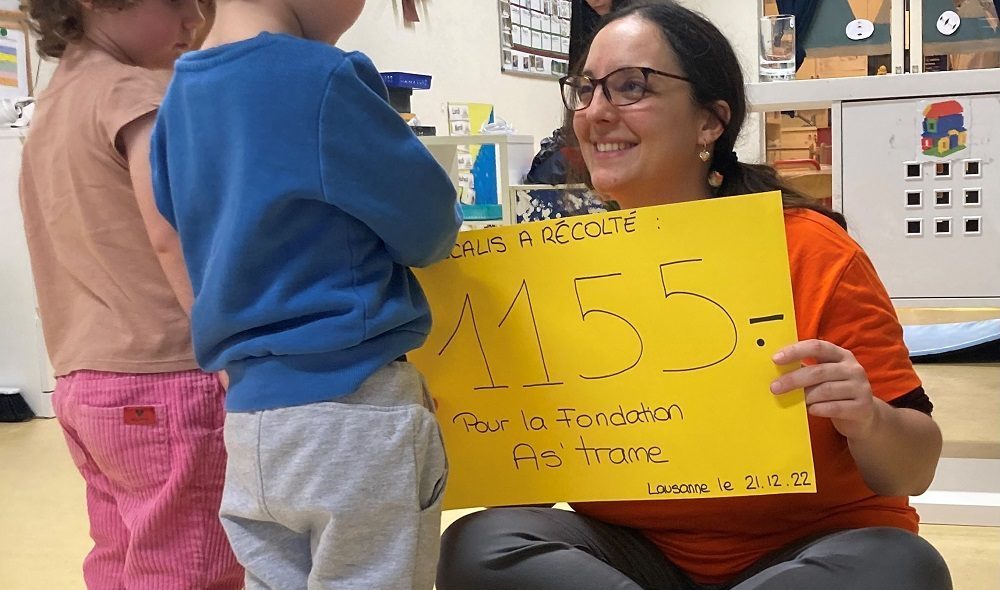 CALIS A RÉCOLTÉ :
1155.-
Pour la Fondation
As'trame
Lausanne le 21.12.22